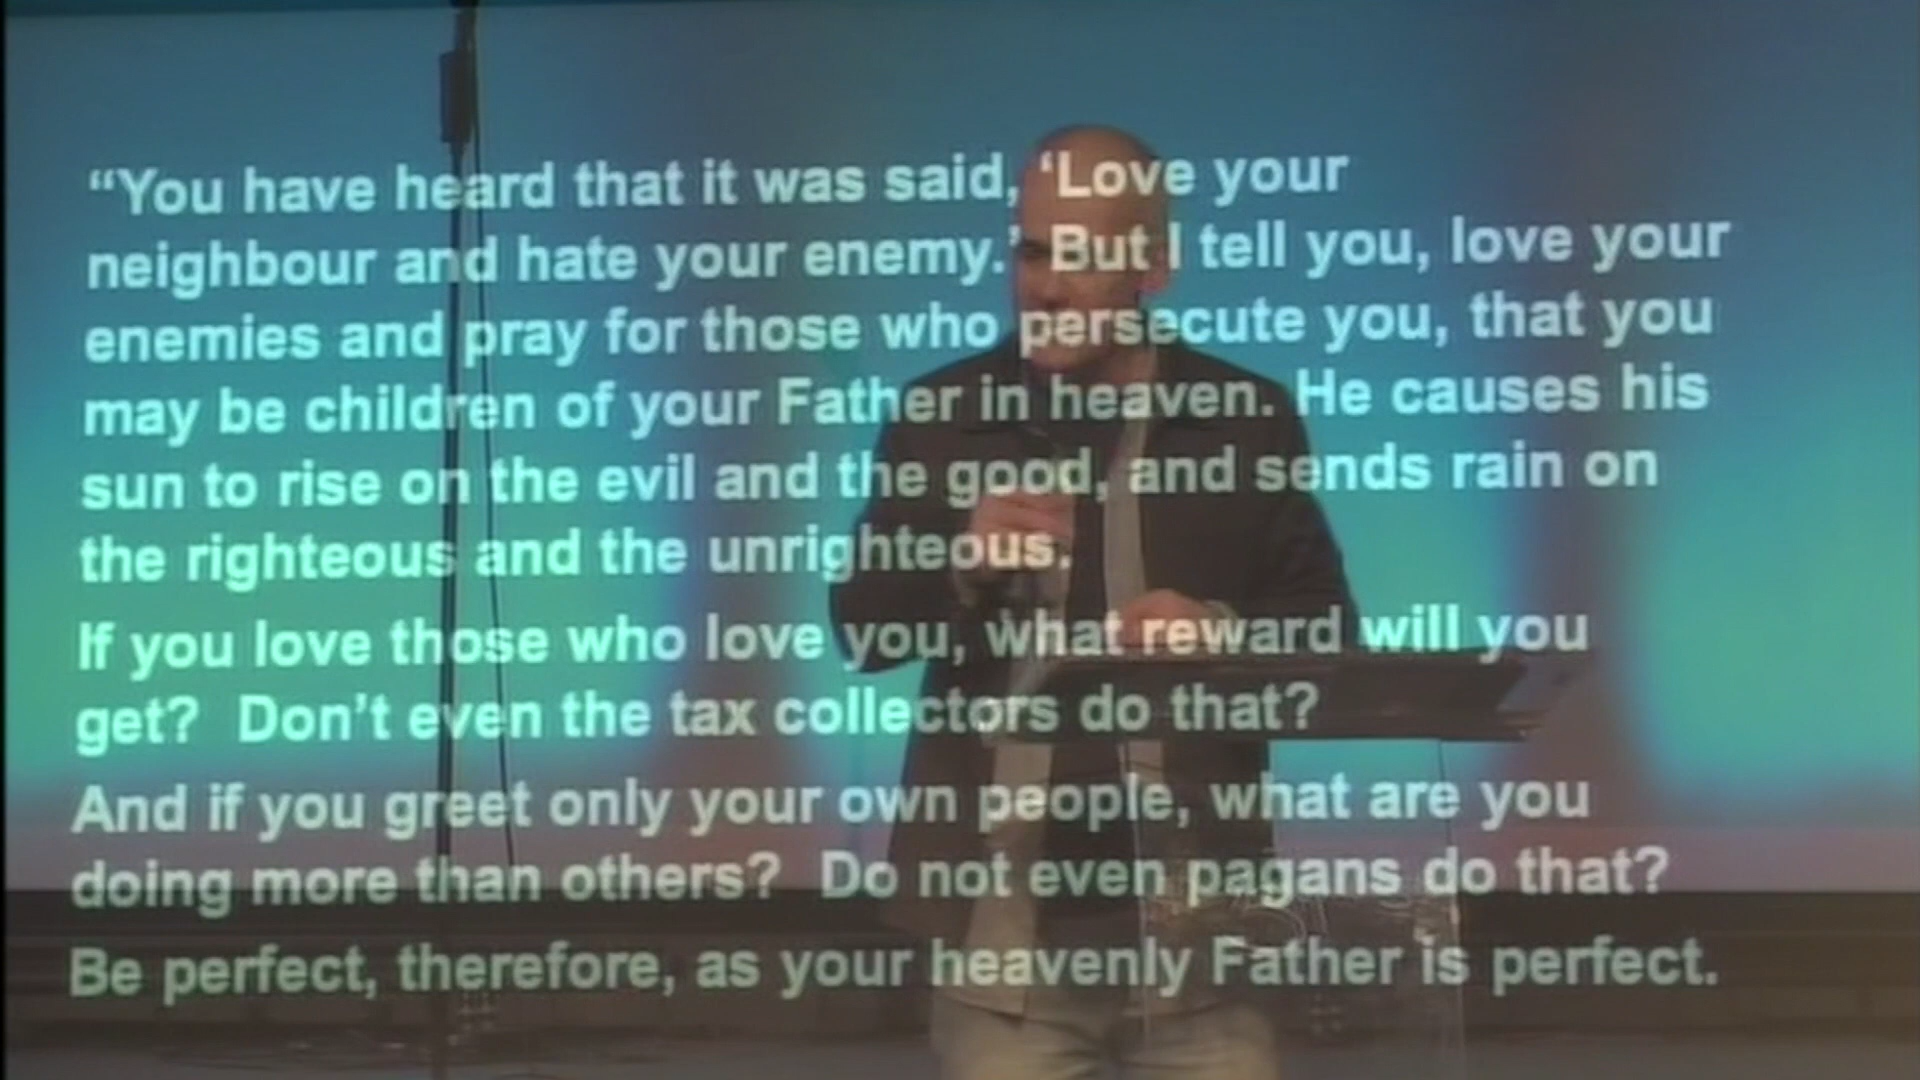 “You have heard that it was said, ‘Love your
neighbour and hate your enemy.’ But I tell you, love your
enemies and pray for those who persecute you, that you
may be children of your Father in heaven. He causes his
sun to rise on the evil and the good, and sends rain on
the righteous and the unrighteous.
If you love those who love you, what reward will you
get? Don’t even the tax collectors do that?
And if you greet only your own people, what are you
doing more than others? Do not even pagans do that?
Be perfect, therefore, as your heavenly Father is perfect.